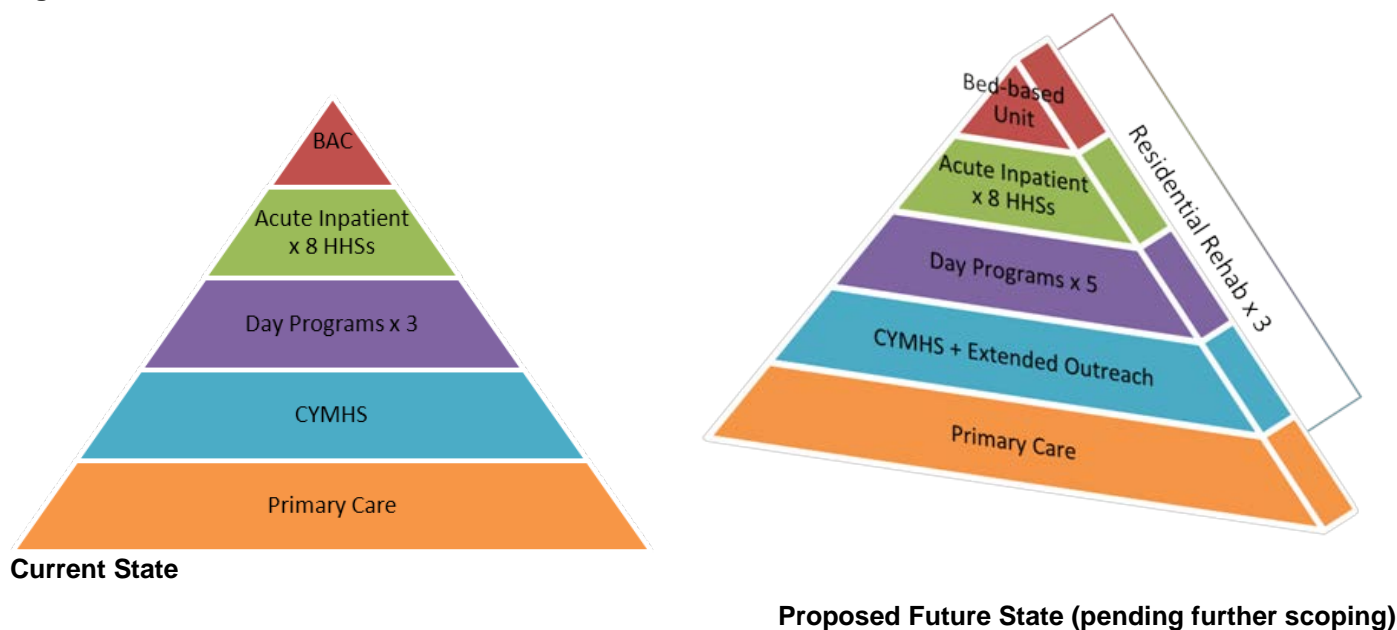 BAC
Acute Inpatient
x 8 HHSs
Day Programs x 3
CYMHS
Primary Care
Current State
Bed-based
Unit
Acute Inpatient
x 8 HHSs
Day Programs x 5
CYMHS + Extended Outreach
Primary Care
Residential Rehab x 3
Proposed Future State (pending further scoping)